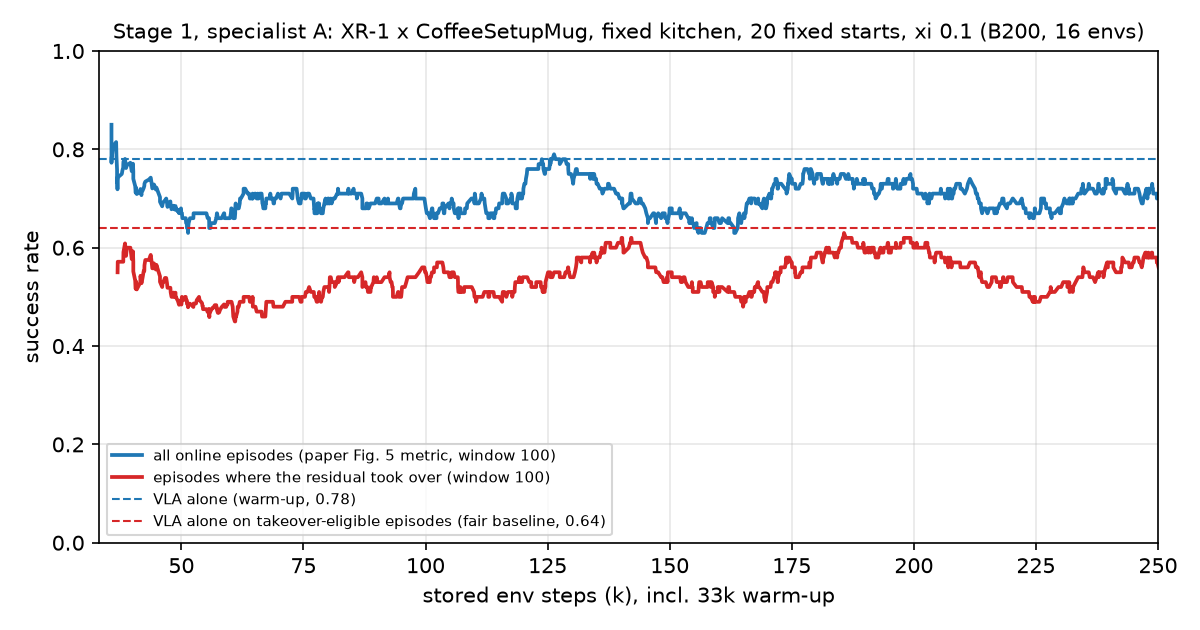 Stage 1, specialist A: XR-1 x CoffeeSetupMug, fixed kitchen, 20 fixed starts, xi 0.1 (B200, 16 envs)
1.0
0.8
0.6
0.4
0.2
0.0
success rate
all online episodes (paper Fig. 5 metric, window 100)
episodes where the residual took over (window 100)
VLA alone (warm-up, 0.78)
VLA alone on takeover-eligible episodes (fair baseline, 0.64)
50
75
100
125
150
175
200
225
250
stored env steps (k), incl. 33k warm-up